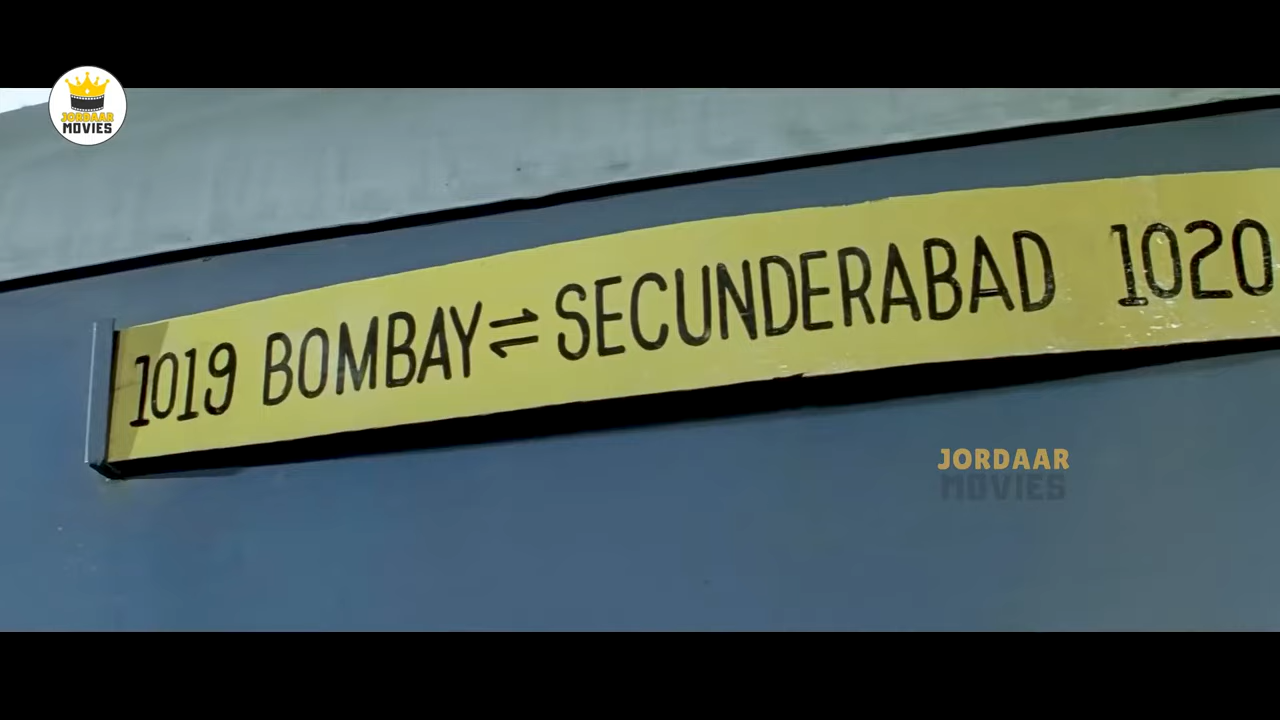 JORDAAR
MOVIES
1019 BOMBAY ⇌ SECUNDERABAD 1020
JORDAAR
MOVIES